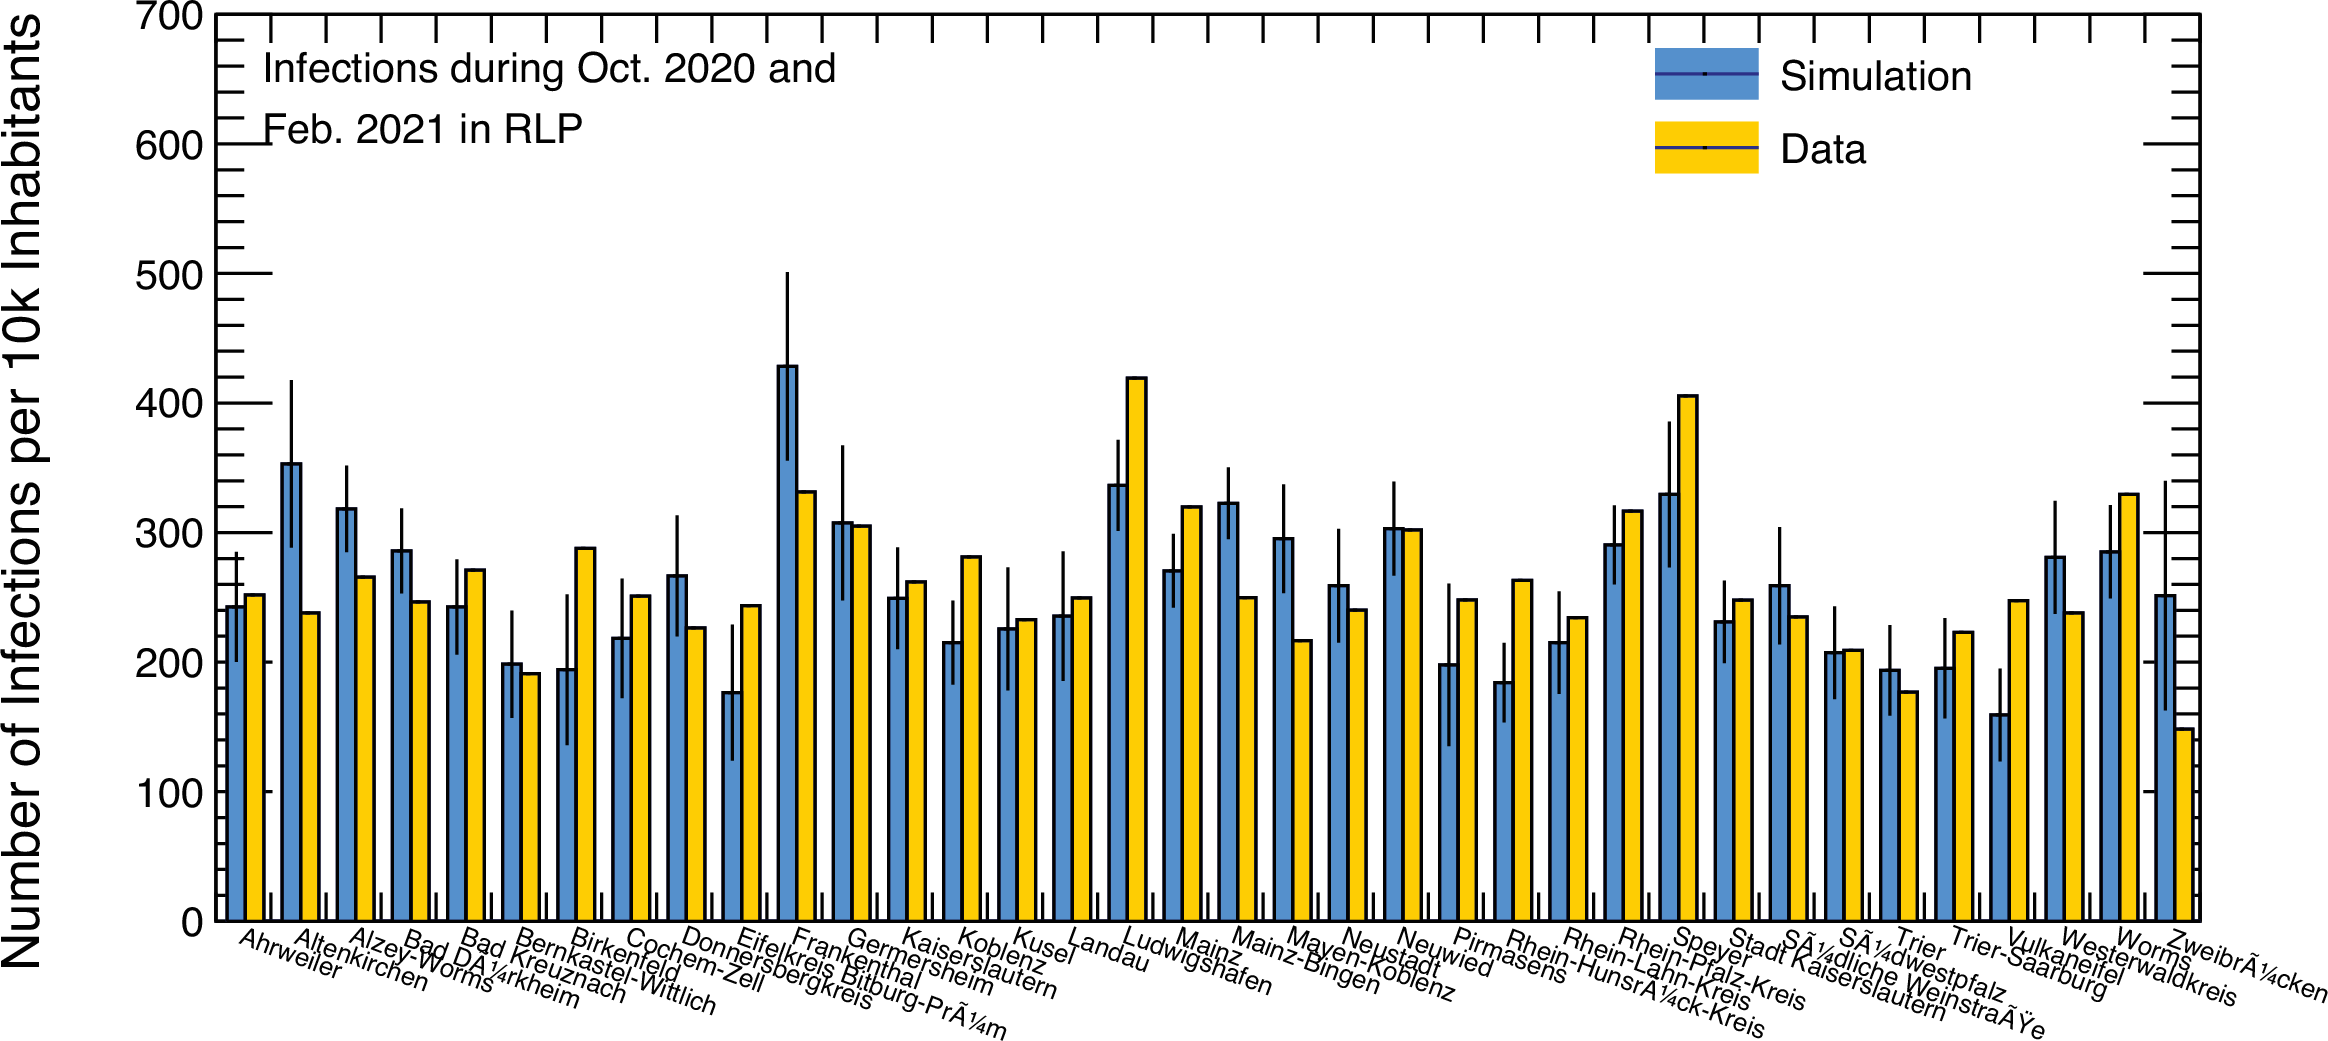 Number of Infections per 10k Inhabitants
700
600
500
400
300
200
100
0
Infections during Oct. 2020 and
Feb. 2021 in RLP
Simulation
Data
Ahrweiler
Altenkirchen
Alzey-Worms
Bad DÃ¼rkheim
Bad Kreuznach
Bernkastel-Wittlich
Birkenfeld
Cochem-Zell
Donnersbergkreis
Eifelkreis Bitburg-PrÃ¼m
Frankenthal
Germersheim
Kaiserslautern
Koblenz
Kusel
Landau
Ludwigshafen
Mainz
Mainz-Bingen
Mayen-Koblenz
Neustadt
Neuwied
Pirmasens
Rhein-HunsrÃ¼ck-Kreis
Rhein-Lahn-Kreis
Rhein-Pfalz-Kreis
Speyer
Stadt Kaiserslautern
SÃ¼dliche WeinstraÃŸe
SÃ¼dwestpfalz
Trier
Trier-Saarburg
Vulkaneifel
Westerwaldkreis
Worms
ZweibrÃ¼cken